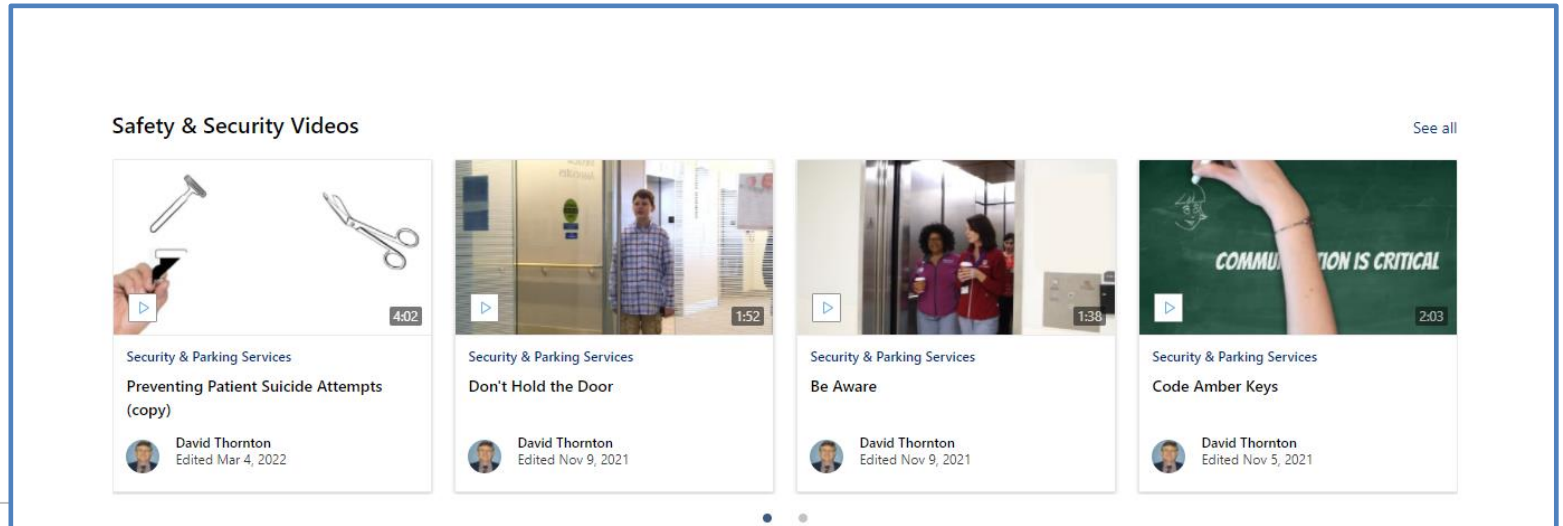 Safety & Security Videos
See all
4:02
1:52
1:38
COMMU
TION IS CRITICAL
2:03
Security & Parking Services
Security & Parking Services
Security & Parking Services
Security & Parking Services
Preventing Patient Suicide Attempts
(copy)
Don't Hold the Door
Be Aware
Code Amber Keys
David Thornton
Edited Mar 4, 2022
David Thornton
Edited Nov 9, 2021
David Thornton
Edited Nov 9, 2021
David Thornton
Edited Nov 5, 2021